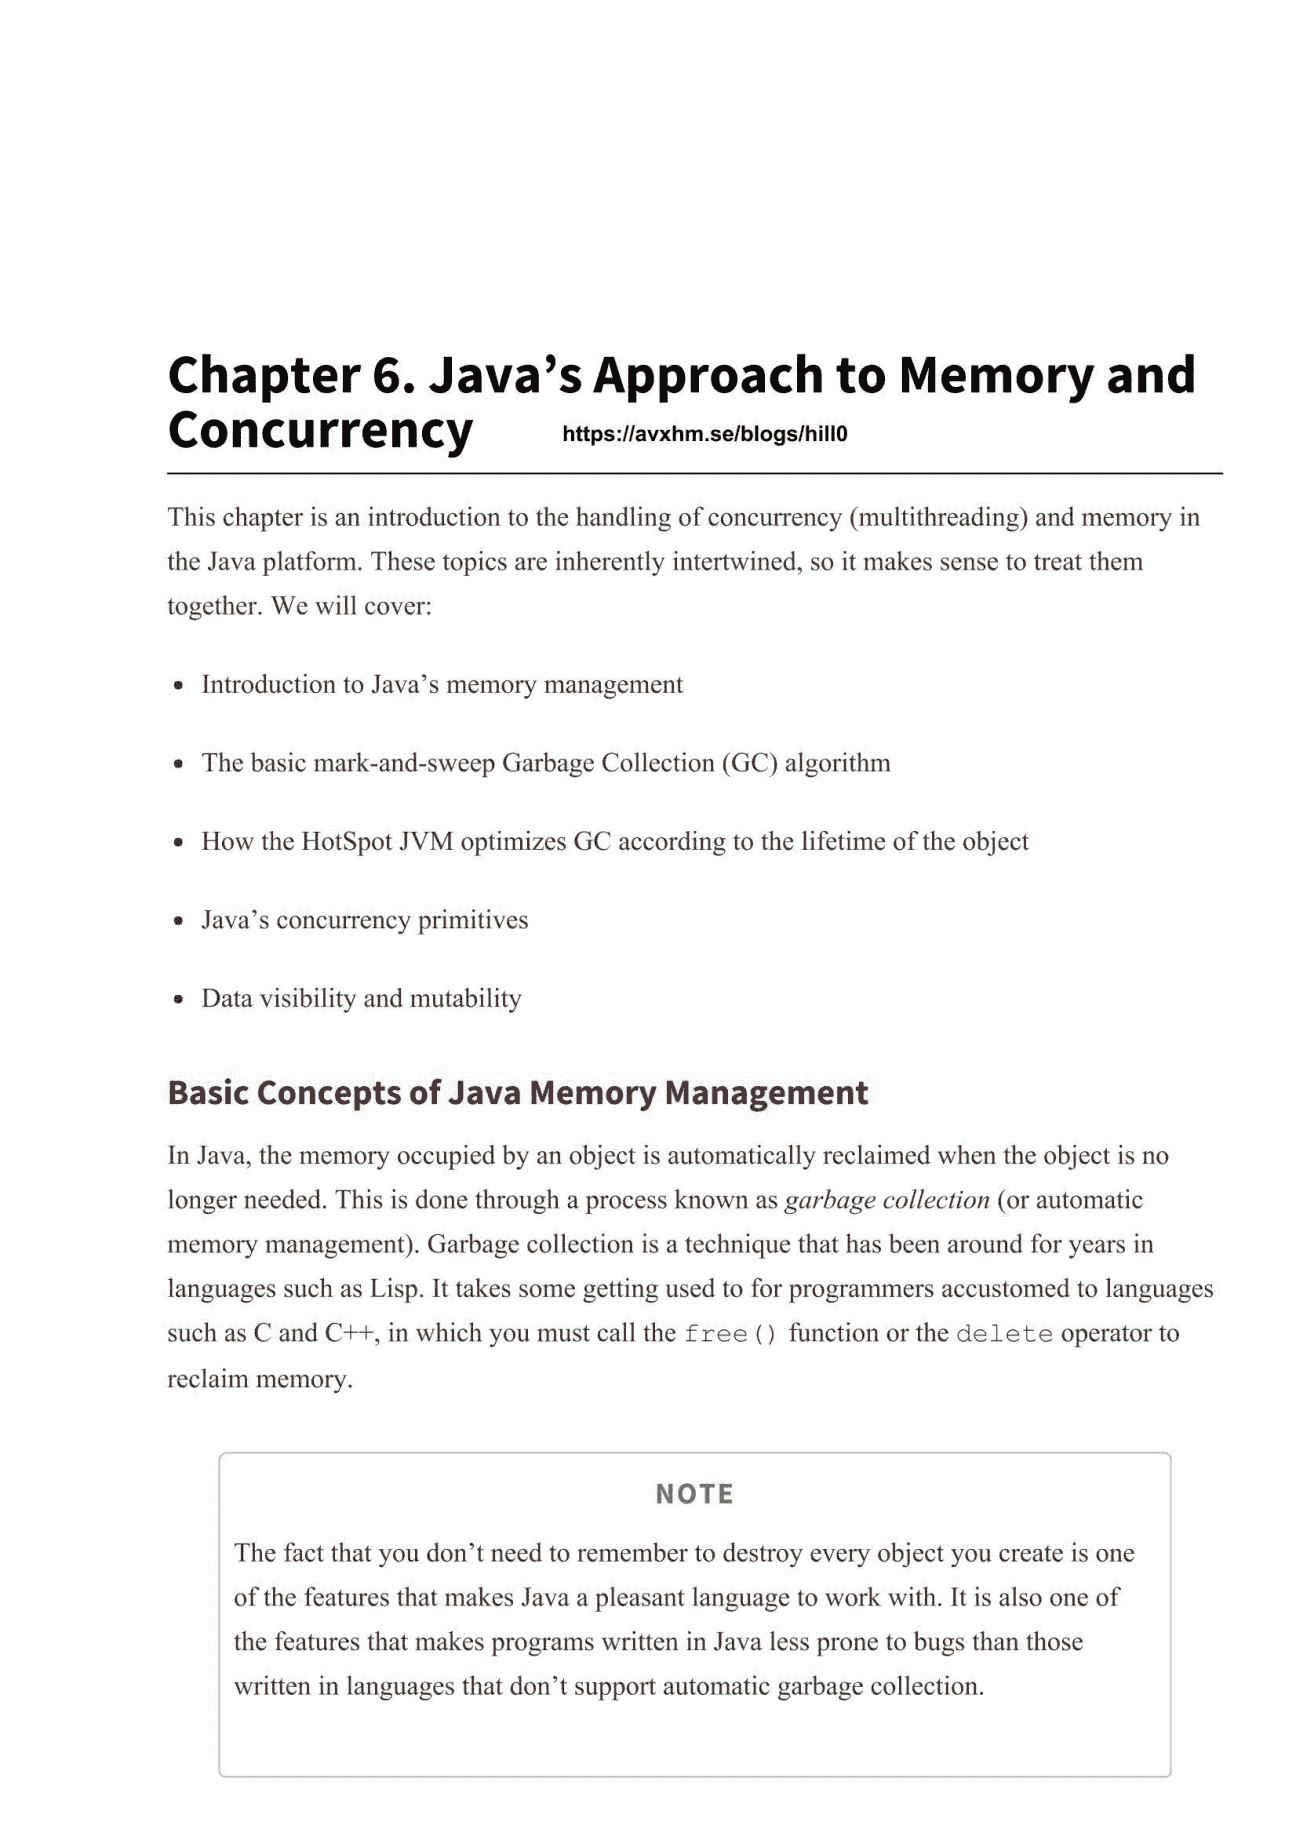 Chapter 6. Java’s Approach to Memory and
Concurrency https://avxhm.se/blogs/hill0
This chapter is an introduction to the handling of concurrency (multithreading) and memory in
the Java platform. These topics are inherently intertwined, so it makes sense to treat them
together. We will cover:
• Introduction to Java’s memory management
• The basic mark-and-sweep Garbage Collection (GC) algorithm
• How the HotSpot JVM optimizes GC according to the lifetime of the object
• Java’s concurrency primitives
• Data visibility and mutability
Basic Concepts of Java Memory Management
In Java, the memory occupied by an object is automatically reclaimed when the object is no
longer needed. This is done through a process known as garbage collection (or automatic
memory management). Garbage collection is a technique that has been around for years in
languages such as Lisp. It takes some getting used to for programmers accustomed to languages
such as C and C++, in which you must call the free() function or the delete operator to
reclaim memory.
NOTE
The fact that you don’t need to remember to destroy every object you create is one
of the features that makes Java a pleasant language to work with. It is also one of
the features that makes programs written in Java less prone to bugs than those
written in languages that don’t support automatic garbage collection.